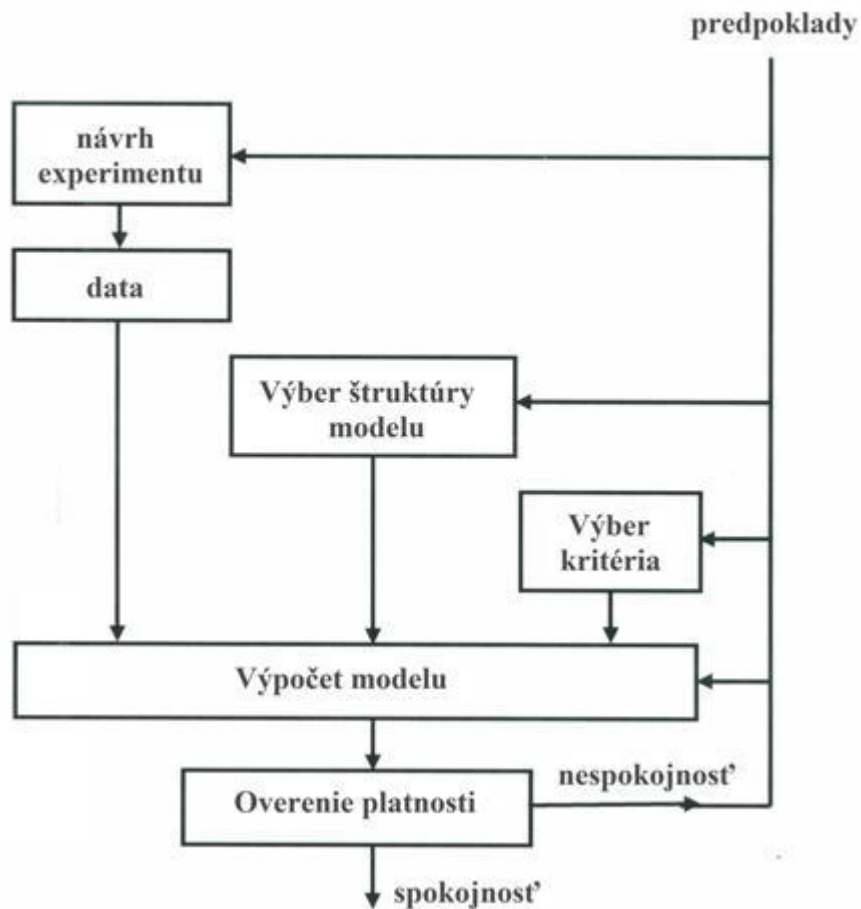 predpoklady
návrh
experimentu
data
Výber štruktúry
modelu
Výber
kritéria
Výpočet modelu
nespokojnosť
Overenie platnosti
spokojnosť